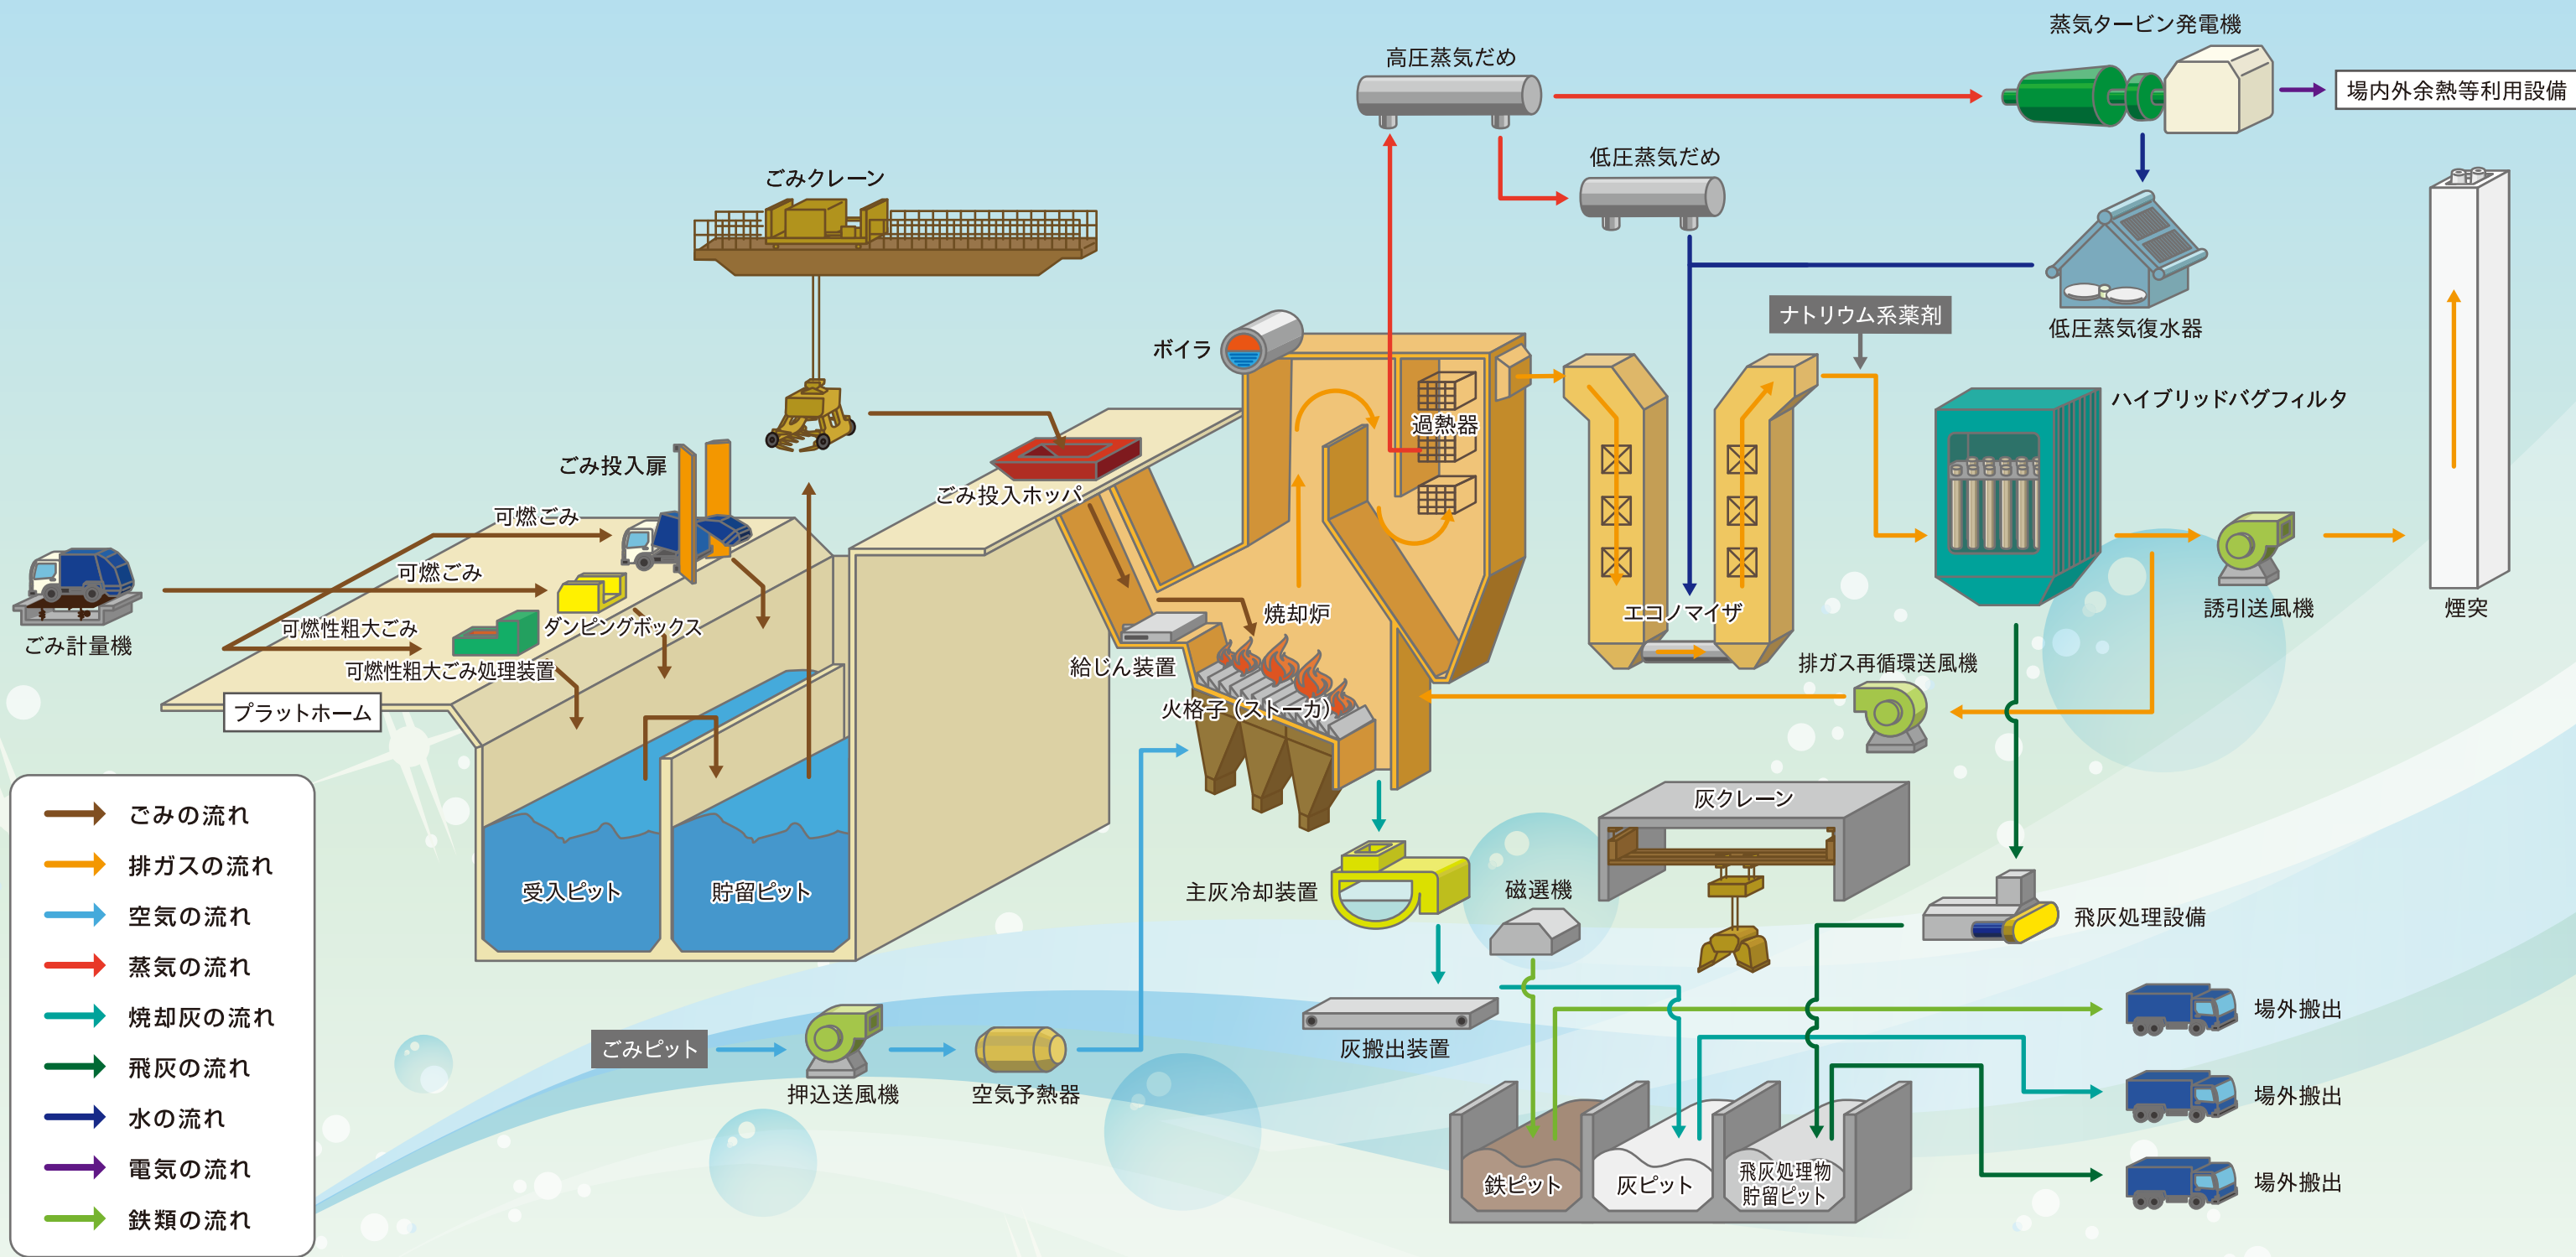 蒸気タービン発電機
場内外余熱等利用設備
高圧蒸気だめ
低圧蒸気だめ
ごみクレーン
低圧蒸気復水器
ナトリウム系薬剤
ボイラ
過熱器
ハイブリッドバグフィルタ
ごみ投入扉
ごみ投入ホッパ
可燃ごみ
可燃ごみ
可燃性粗大ごみ
ごみ計量機
ダンピングボックス
可燃性粗大ごみ処理装置
プラットホーム
焼却炉
エコノマイザ
給じん装置
火格子(ストーカ)
誘引送風機
煙突
排ガス再循環送風機
灰クレーン
受入ピット
貯留ピット
主灰冷却装置
磁選機
飛灰処理設備
灰搬出装置
ごみピット
押込送風機
空気予熱器
場外搬出
場外搬出
場外搬出
鉄ピット
灰ピット
飛灰処理物
貯留ピット
ごみの流れ
排ガスの流れ
空気の流れ
蒸気の流れ
焼却灰の流れ
飛灰の流れ
水の流れ
電気の流れ
鉄類の流れ